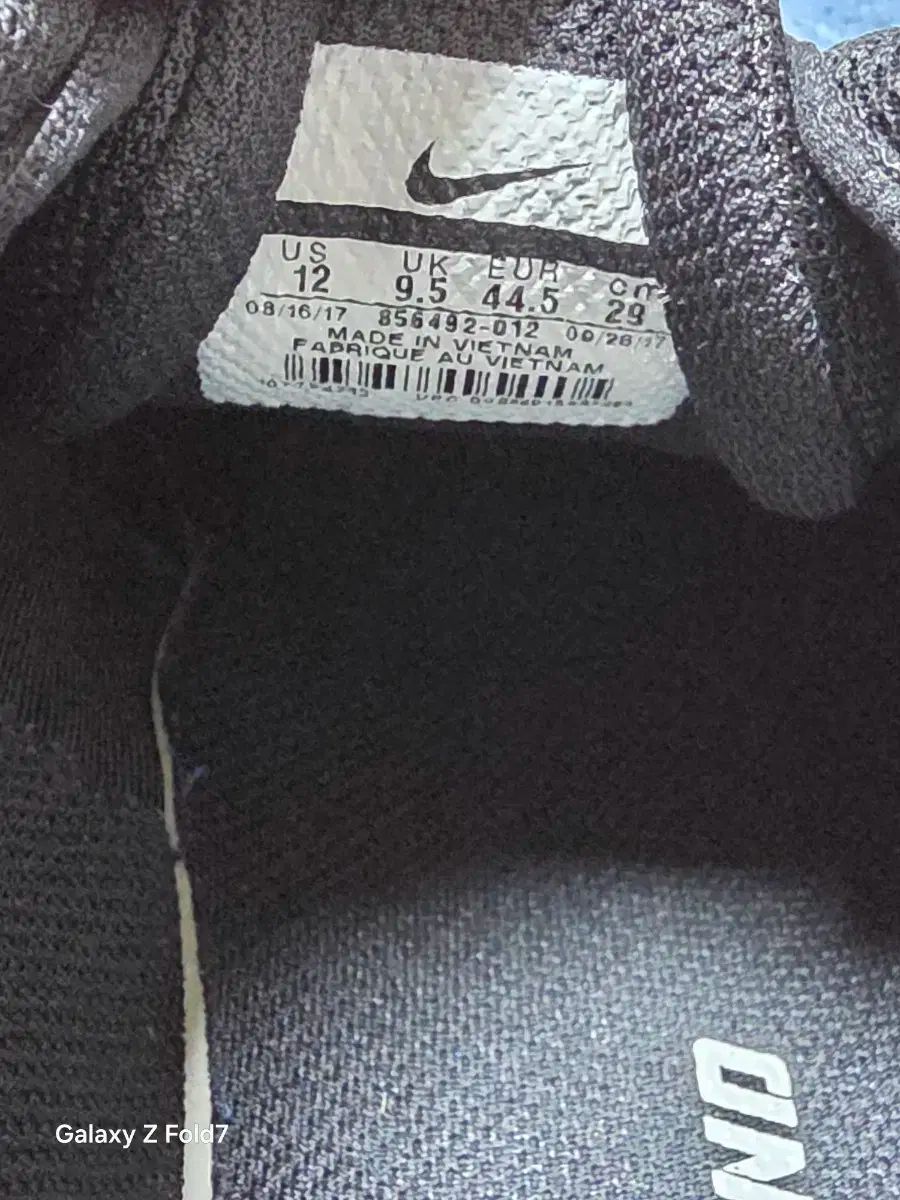 US UK EUR cm
12 9.5 44.5 29
08/16/17 856492-012 09/28/17
MADE IN VIETNAM
FABRIQUE AU VIETNAM
UPC
Galaxy Z Fold7